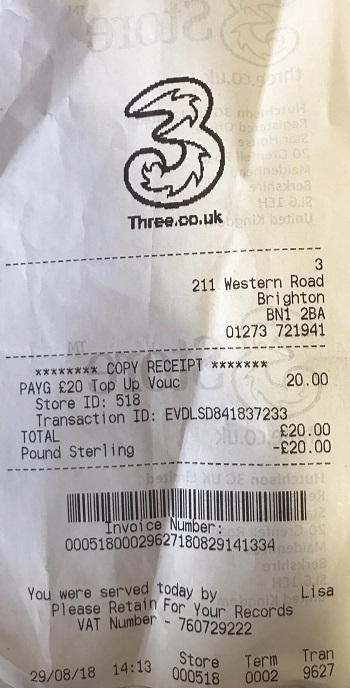 3
Three.co.uk
3
211 Western Road
Brighton
BN1 2BA
01273 721941
******** COPY RECEIPT *******
PAYG £20 Top Up Vouc 20.00
Store ID: 518
Transaction ID: EVDLSD841837233
TOTAL £20.00
Pound Sterling -£20.00
Invoice Number:
00051800029627180829141334
You were served today by Lisa
Please Retain For Your Records
VAT Number - 760729222
Store Term Tran
29/08/18 14:13 000518 0002 9627